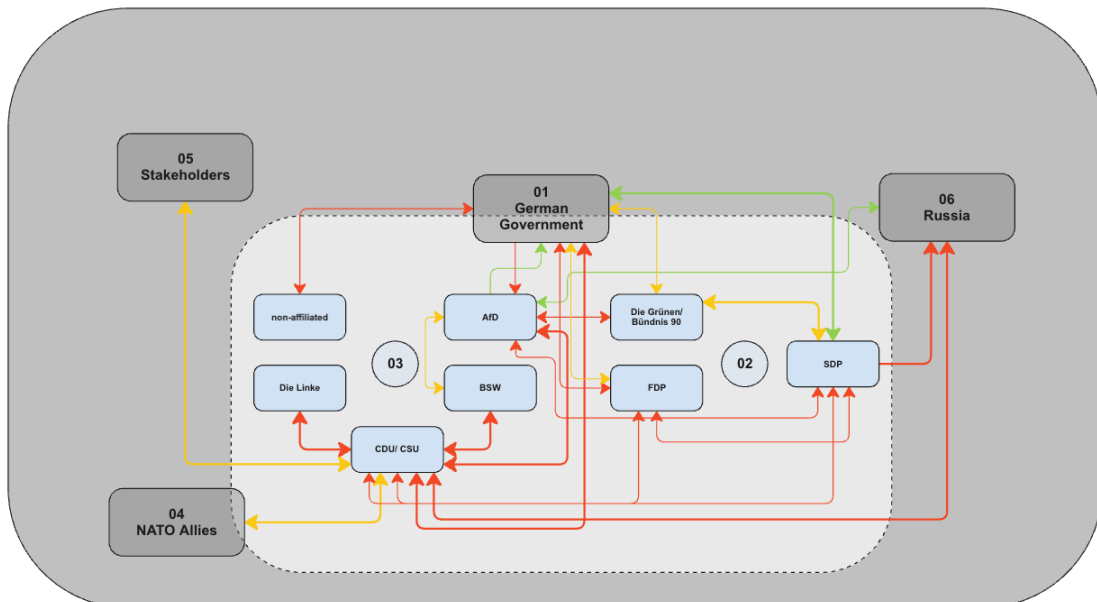 05
Stakeholders
01
German
Government
06
Russia
non-affiliated
AfD
Die Grünen/
Bündnis 90
03
02
SDP
Die Linke
BSW
FDP
CDU/ CSU
04
NATO Allies